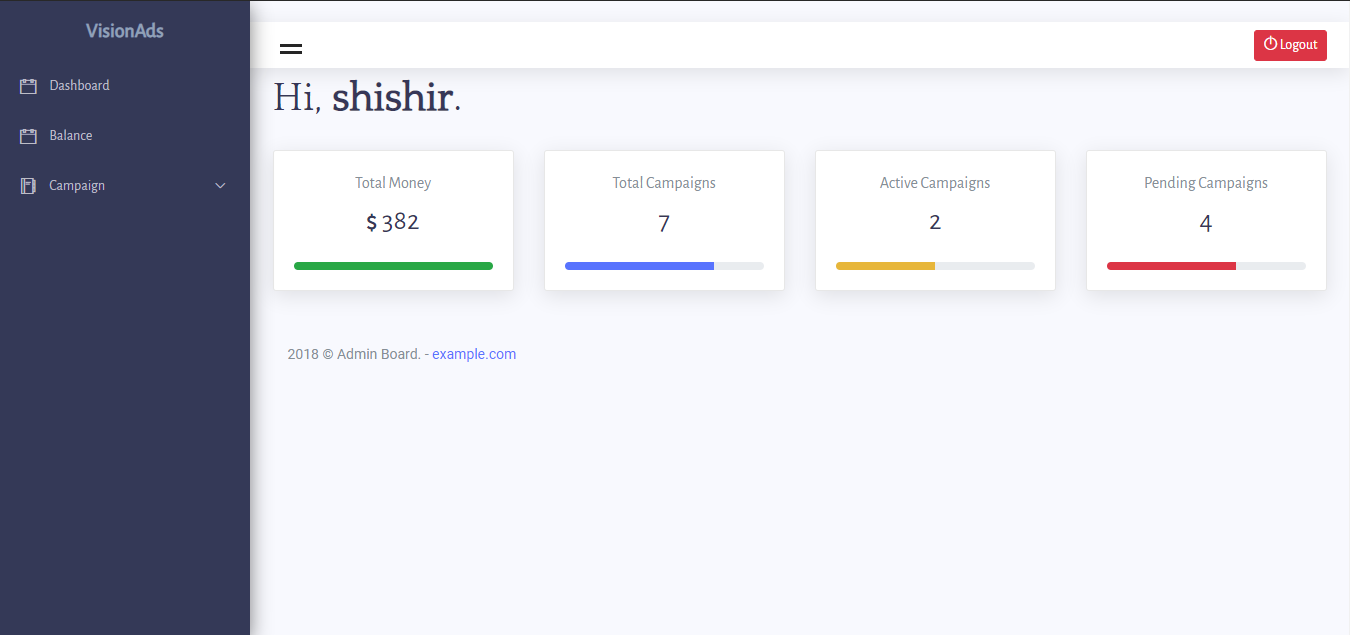 VisionAds
Dashboard
Balance
Campaign
Logout
Hi, shishir.
Total Money
$ 382
Total Campaigns
7
Active Campaigns
2
Pending Campaigns
4
2018 © Admin Board. - example.com